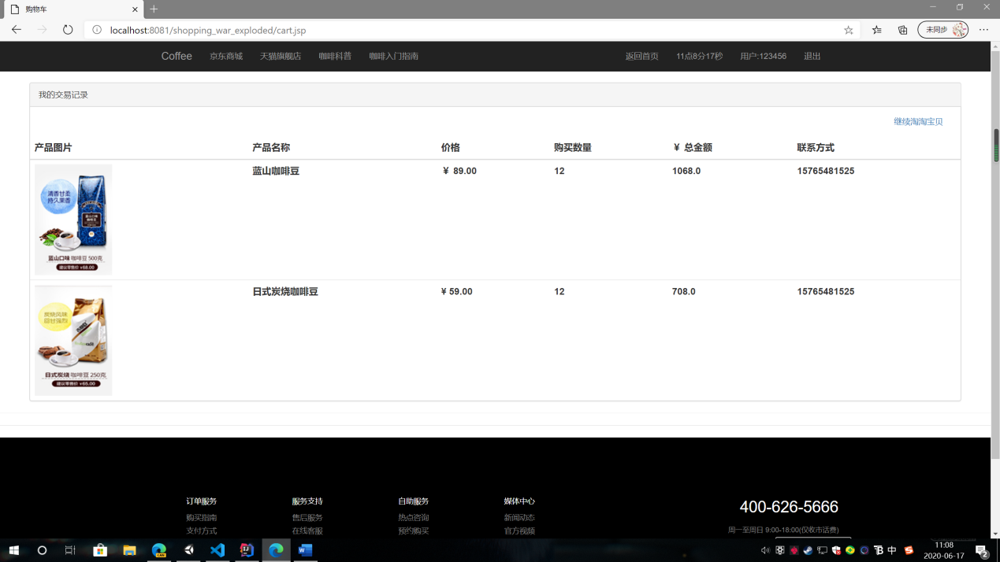 购物车
localhost:8081/shopping_war_exploded/cart.jsp
未同步
Coffee 京东商城 天猫旗舰店 咖啡科普 咖啡入门指南 返回首页 11点8分17秒 用户:123456 退出
我的交易记录
继续淘淘宝贝
产品图片 产品名称 价格 购买数量 ￥ 总金额 联系方式
蓝山咖啡豆 ￥ 89.00 12 1068.0 15765481525
清香甘柔
持久果香
蓝山口味
咖啡豆
蓝山口味 咖啡豆 500克
建议零售价 ¥68.00
日式炭烧咖啡豆 ¥ 59.00 12 708.0 15765481525
炭烧风味
回甘强烈
日式炭烧 咖啡豆 250克
建议零售价 ¥65.00
订单服务 服务支持 自助服务 媒体中心
400-626-5666
购买指南 售后服务 热点咨询 新闻动态
周一至周日 9:00-18:00(仅收市话费)
支付方式 在线客服 预约购买 官方视频
中
11:08
2020-06-17
2